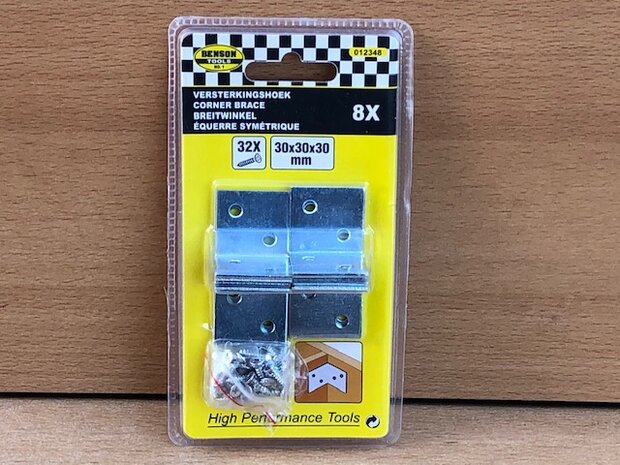 BENSON
TOOLS
NO. 1
012348
VERSTERKINGSHOEK
CORNER BRACE
BREITWINKEL
ÉQUERRE SYMÉTRIQUE
8X
32X
30x30x30
mm
High Performance Tools